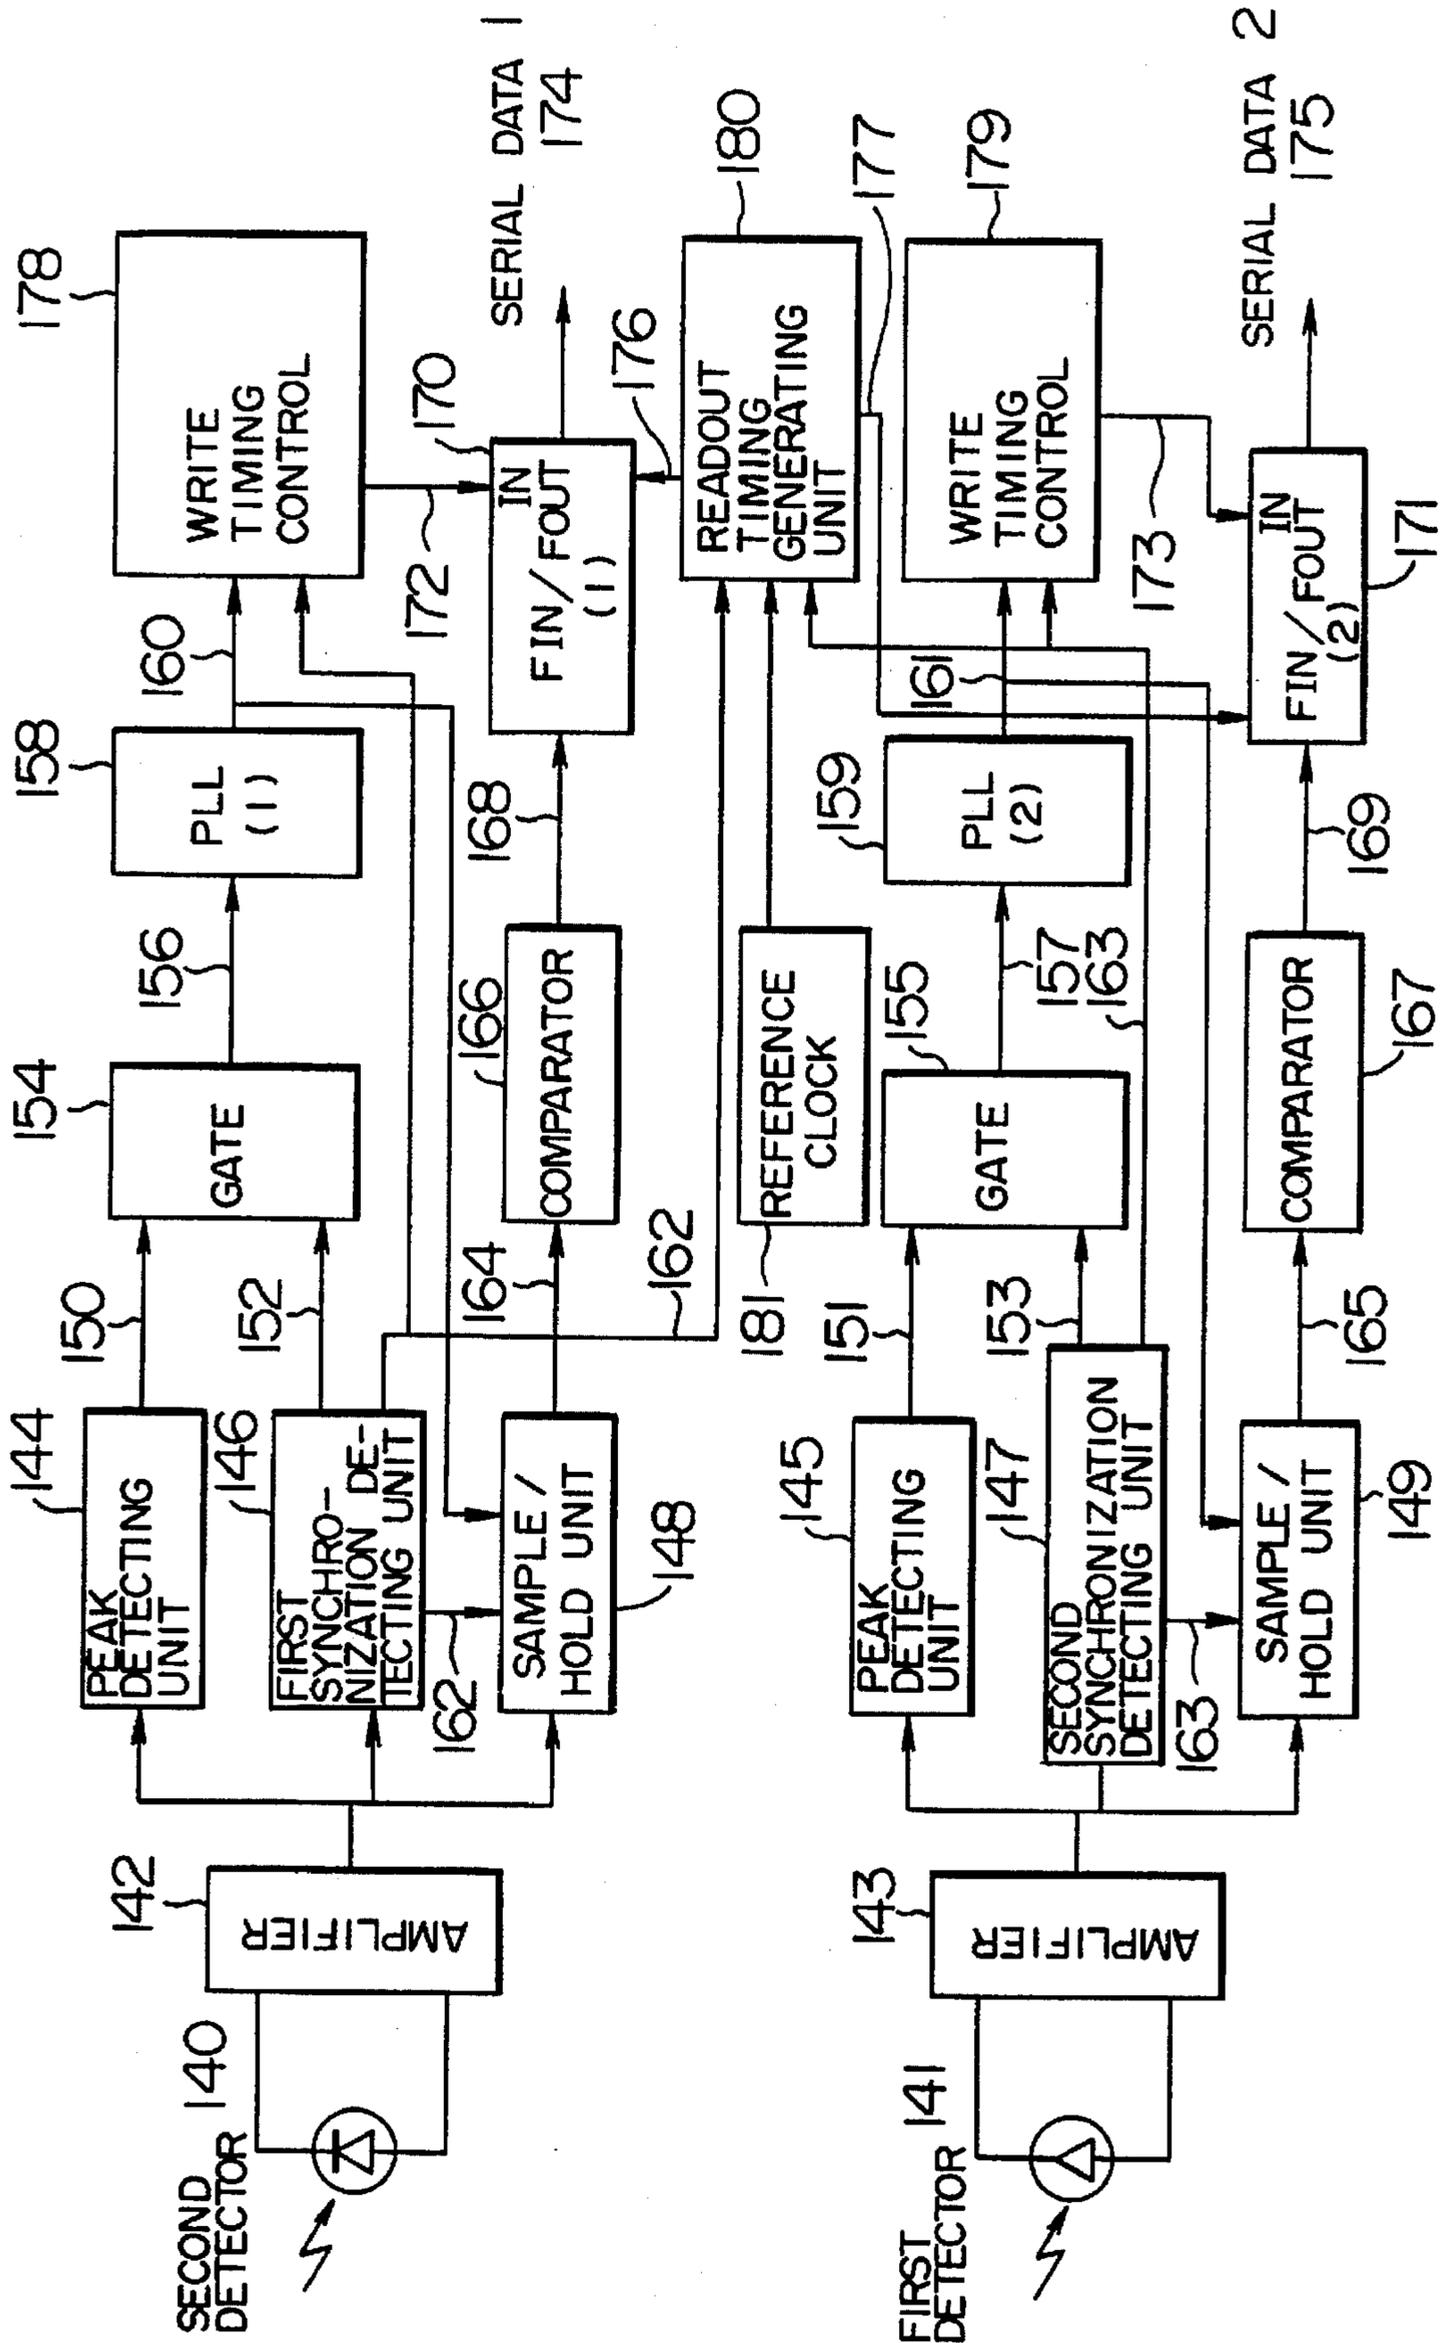 SECOND
DETECTOR
140
142
AMPLIFIER
144
PEAK
DETECTING
UNIT
150
146
FIRST
SYNCHRO-
NIZATION DE-
TECTING UNIT
152
162
SAMPLE /
HOLD UNIT
148
154
GATE
156
158
PLL
(1)
160
178
WRITE
TIMING
CONTROL
172
164
166
COMPARATOR
168
170
IN
FIN/FOUT
(1)
SERIAL DATA 1
174
176
162
181
REFERENCE
CLOCK
180
READOUT
TIMING
GENERATING
UNIT
177
FIRST
DETECTOR
141
143
AMPLIFIER
145
PEAK
DETECTING
UNIT
151
147
SECOND
SYNCHRONIZATION
DETECTING UNIT
153
163
SAMPLE /
HOLD UNIT
149
155
GATE
157
163
159
PLL
(2)
161
179
WRITE
TIMING
CONTROL
173
165
COMPARATOR
167
169
IN
FIN/FOUT
(2)
171
SERIAL DATA 2
175